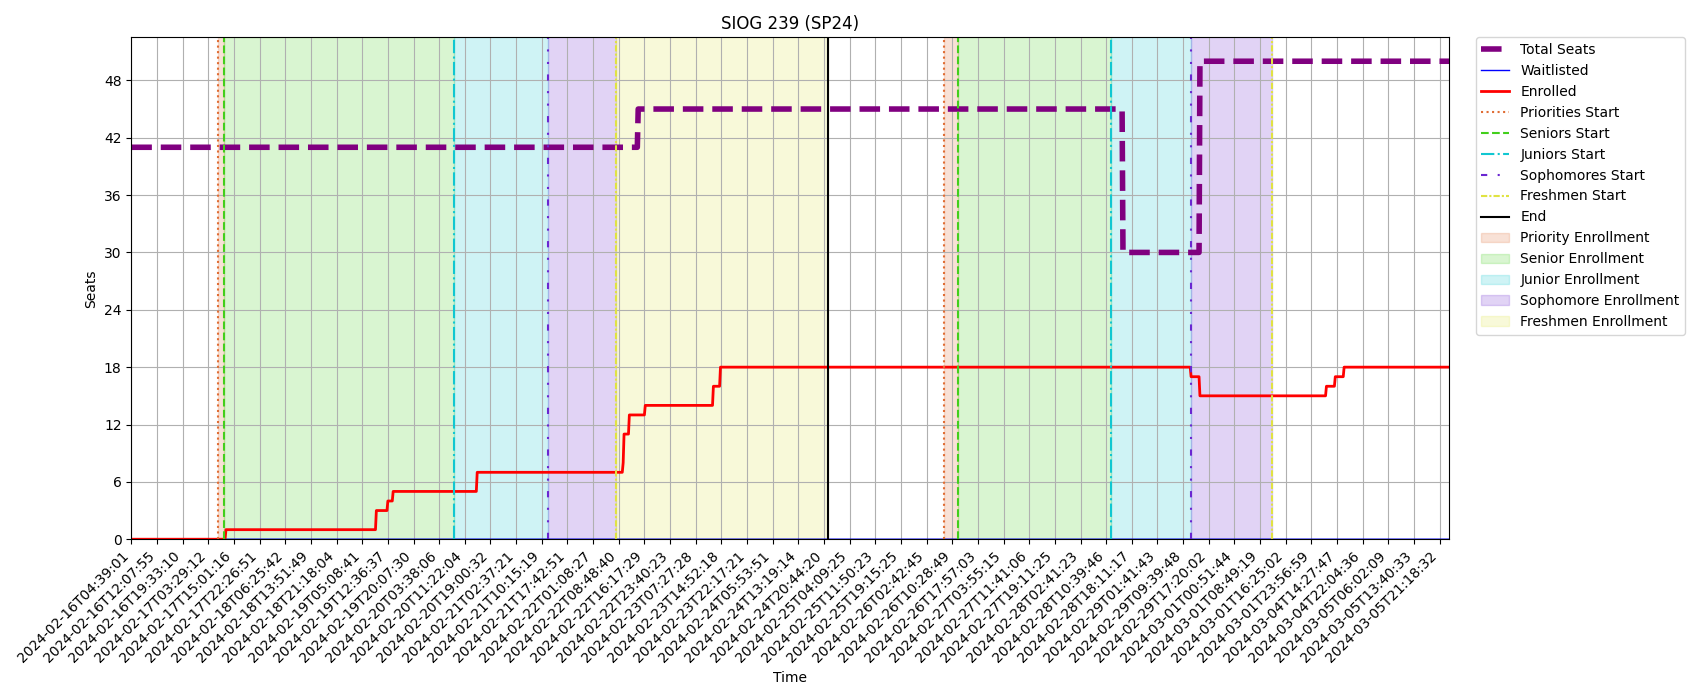 SIOG 239 (SP24)
Seats
48
42
36
30
24
18
12
6
0
2024-02-16T04:39:01
2024-02-16T12:07:55
2024-02-16T19:33:10
2024-02-17T03:29:12
2024-02-17T15:01:16
2024-02-17T22:26:51
2024-02-18T06:25:42
2024-02-18T13:51:49
2024-02-18T21:18:04
2024-02-19T05:08:41
2024-02-19T12:36:37
2024-02-19T20:07:30
2024-02-20T03:38:06
2024-02-20T11:22:04
2024-02-20T19:00:32
2024-02-21T02:37:21
2024-02-21T10:15:19
2024-02-21T17:42:51
2024-02-22T01:08:27
2024-02-22T08:48:40
2024-02-22T16:17:29
2024-02-22T23:40:23
2024-02-23T07:27:28
2024-02-23T14:52:18
2024-02-23T22:17:21
2024-02-24T05:53:51
2024-02-24T13:19:14
2024-02-24T20:44:20
2024-02-25T04:09:25
2024-02-25T11:50:23
2024-02-25T19:15:25
2024-02-26T02:42:45
2024-02-26T10:28:49
2024-02-26T17:57:03
2024-02-27T03:55:15
2024-02-27T11:41:06
2024-02-27T19:11:25
2024-02-28T02:41:23
2024-02-28T10:39:46
2024-02-28T18:11:17
2024-02-29T01:41:43
2024-02-29T09:39:48
2024-02-29T17:20:02
2024-03-01T00:51:44
2024-03-01T08:49:19
2024-03-01T16:25:02
2024-03-01T23:56:59
2024-03-04T14:27:47
2024-03-04T22:04:36
2024-03-05T06:02:09
2024-03-05T13:40:33
2024-03-05T21:18:32
Time
Total Seats
Waitlisted
Enrolled
Priorities Start
Seniors Start
Juniors Start
Sophomores Start
Freshmen Start
End
Priority Enrollment
Senior Enrollment
Junior Enrollment
Sophomore Enrollment
Freshmen Enrollment